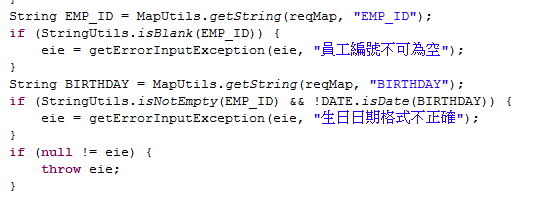 }
String EMP_ID = MapUtils.getString(reqMap, "EMP_ID");
if (StringUtils.isBlank(EMP_ID)) {
    eie = getErrorInputException(eie, "員工編號不可為空");
}
String BIRTHDAY = MapUtils.getString(reqMap, "BIRTHDAY");
if (StringUtils.isNotEmpty(EMP_ID) && !DATE.isDate(BIRTHDAY)) {
    eie = getErrorInputException(eie, "生日日期格式不正確");
}
if (null != eie) {
    throw eie;
}